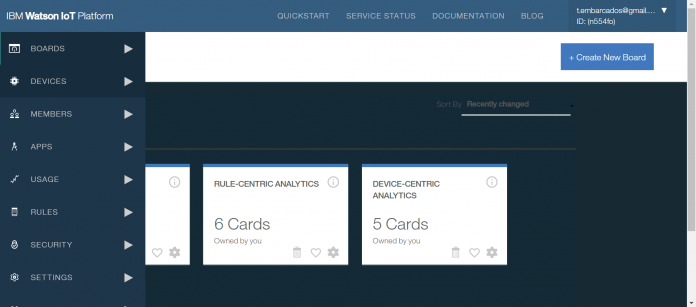 IBM Watson IoT Platform
QUICKSTART SERVICE STATUS DOCUMENTATION BLOG
t.embarcados@gmail....
ID: (n554fo)
BOARDS
DEVICES
MEMBERS
APPS
USAGE
RULES
SECURITY
SETTINGS
+ Create New Board
Sort By Recently changed
RULE-CENTRIC ANALYTICS
6 Cards
Owned by you
DEVICE-CENTRIC
ANALYTICS
5 Cards
Owned by you